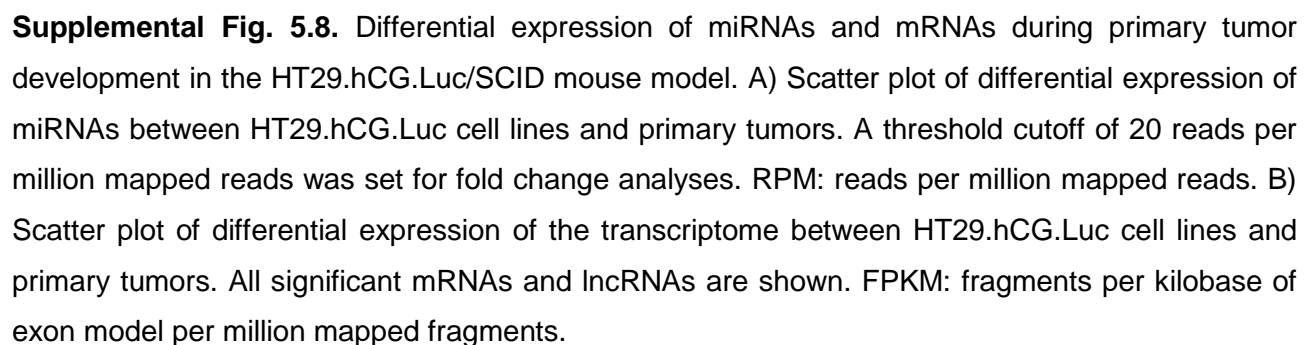 Supplemental Fig. 5.8. Differential expression of miRNAs and mRNAs during primary tumor
development in the HT29.hCG.Luc/SCID mouse model. A) Scatter plot of differential expression of
miRNAs between HT29.hCG.Luc cell lines and primary tumors. A threshold cutoff of 20 reads per
million mapped reads was set for fold change analyses. RPM: reads per million mapped reads. B)
Scatter plot of differential expression of the transcriptome between HT29.hCG.Luc cell lines and
primary tumors. All significant mRNAs and lncRNAs are shown. FPKM: fragments per kilobase of
exon model per million mapped fragments.